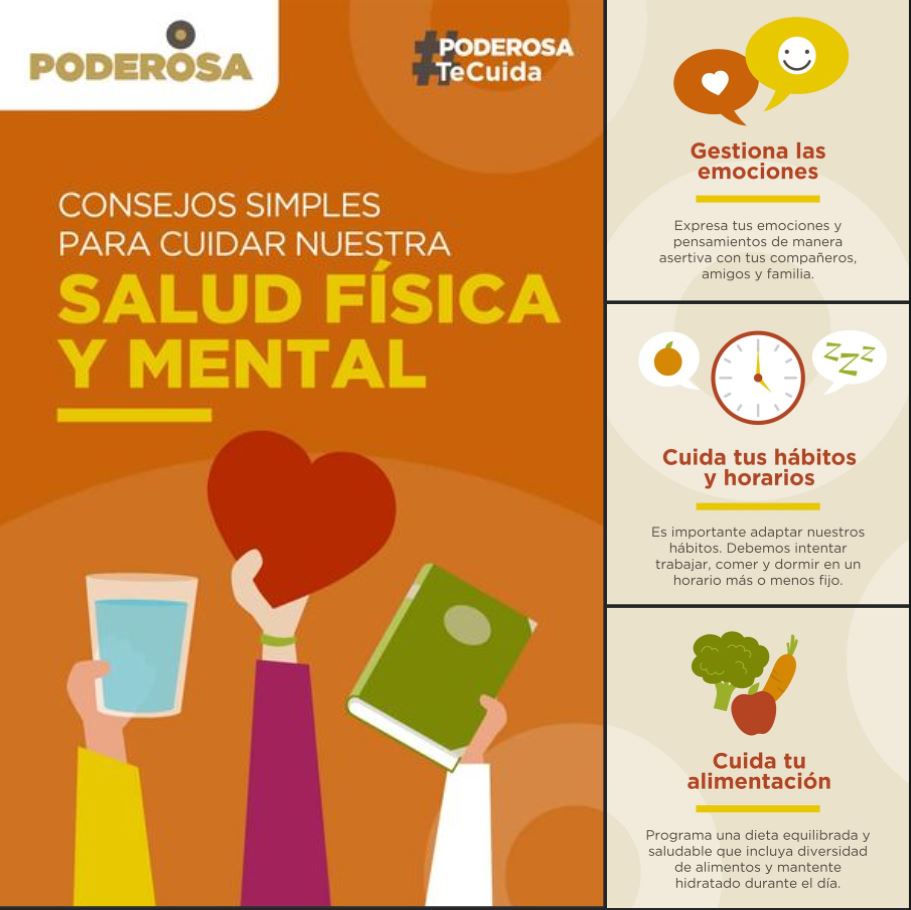 PODEROSA
#PODEROSA
TeCuida
CONSEJOS SIMPLES
PARA CUIDAR NUESTRA
SALUD FÍSICA
Y MENTAL
Gestiona las
emociones
Expresa tus emociones y
pensamientos de manera
asertiva con tus compañeros,
amigos y familia.
ZZZ
Cuida tus hábitos
y horarios
Es importante adaptar nuestros
hábitos. Debemos intentar
trabajar, comer y dormir en un
horario más o menos fijo.
Cuida tu
alimentación
Programa una dieta equilibrada y
saludable que incluya diversidad
de alimentos y mantente
hidratado durante el día.